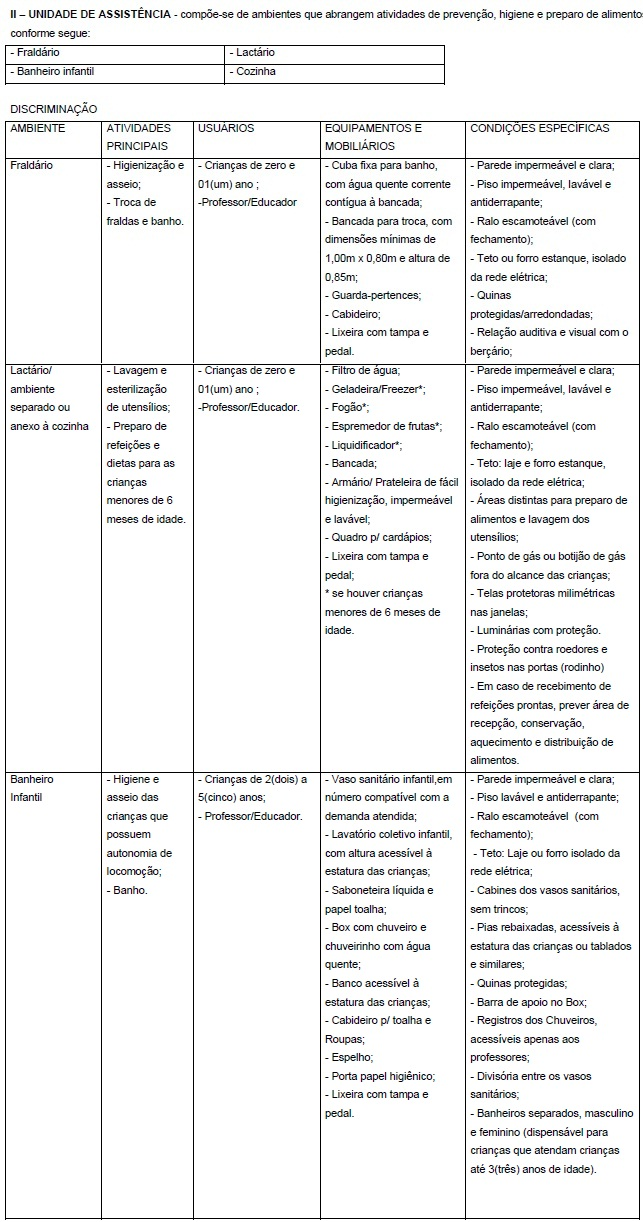 II – UNIDADE DE ASSISTÊNCIA - compõe-se de ambientes que abrangem atividades de prevenção, higiene e preparo de alimento
conforme segue:
- Fraldário
- Lactário
- Banheiro infantil
- Cozinha
DISCRIMINAÇÃO
AMBIENTE
ATIVIDADES
PRINCIPAIS
USUÁRIOS
EQUIPAMENTOS E
MOBILIÁRIOS
CONDIÇÕES ESPECÍFICAS
Fraldário
- Higienização e
asseio;
- Troca de
fraldas e banho.
- Crianças de zero e
01(um) ano ;
-Professor/Educador
- Cuba fixa para banho,
com água quente corrente
contígua à bancada;
- Bancada para troca, com
dimensões mínimas de
1,00m x 0,80m e altura de
0,85m;
- Guarda-pertences;
- Cabideiro;
- Lixeira com tampa e
pedal.
- Parede impermeável e clara;
- Piso impermeável, lavável e
antiderrapante;
- Ralo escamoteável (com
fechamento);
- Teto ou forro estanque, isolado
da rede elétrica;
- Quinas
protegidas/arredondadas;
- Relação auditiva e visual com o
berçário;
Lactário/
ambiente
separado ou
anexo à cozinha
- Lavagem e
esterilização
de utensílios;
- Preparo de
refeições e
dietas para as
crianças
menores de 6
meses de idade.
- Crianças de zero e
01(um) ano ;
-Professor/Educador.
- Filtro de água;
- Geladeira/Freezer*;
- Fogão*;
- Espremedor de frutas*;
- Liquidificador*;
- Bancada;
- Armário/ Prateleira de fácil
higienização, impermeável
e lavável;
- Quadro p/ cardápios;
- Lixeira com tampa e
pedal;
* se houver crianças
menores de 6 meses de
idade.
- Parede impermeável e clara;
- Piso impermeável, lavável e
antiderrapante;
- Ralo escamoteável (com
fechamento);
- Teto: laje e forro estanque,
isolado da rede elétrica;
- Áreas distintas para preparo de
alimentos e lavagem dos
utensílios;
- Ponto de gás ou botijão de gás
fora do alcance das crianças;
- Telas protetoras milimétricas
nas janelas;
- Luminárias com proteção.
- Proteção contra roedores e
insetos nas portas (rodinho)
- Em caso de recebimento de
refeições prontas, prever área de
recepção, conservação,
aquecimento e distribuição de
alimentos.
Banheiro
Infantil
- Higiene e
asseio das
crianças que
possuem
autonomia de
locomoção;
- Banho.
- Crianças de 2(dois) a
5(cinco) anos;
- Professor/Educador.
- Vaso sanitário infantil,em
número compatível com a
demanda atendida;
- Lavatório coletivo infantil,
com altura acessível à
estatura das crianças;
- Saboneteira líquida e
papel toalha;
- Box com chuveiro e
chuveirinho com água
quente;
- Banco acessível à
estatura das crianças;
- Cabideiro p/ toalha e
Roupas;
- Espelho;
- Porta papel higiênico;
- Lixeira com tampa e
pedal.
- Parede impermeável e clara;
- Piso lavável e antiderrapante;
- Ralo escamoteável (com
fechamento);
- Teto: Laje ou forro isolado da
rede elétrica;
- Cabines dos vasos sanitários,
sem trincos;
- Pias rebaixadas, acessíveis à
estatura das crianças ou tablados
e similares;
- Quinas protegidas;
- Barra de apoio no Box;
- Registros dos Chuveiros,
acessíveis apenas aos
professores;
- Divisória entre os vasos
sanitários;
- Banheiros separados, masculino
e feminino (dispensável para
crianças que atendam crianças
até 3(três) anos de idade).